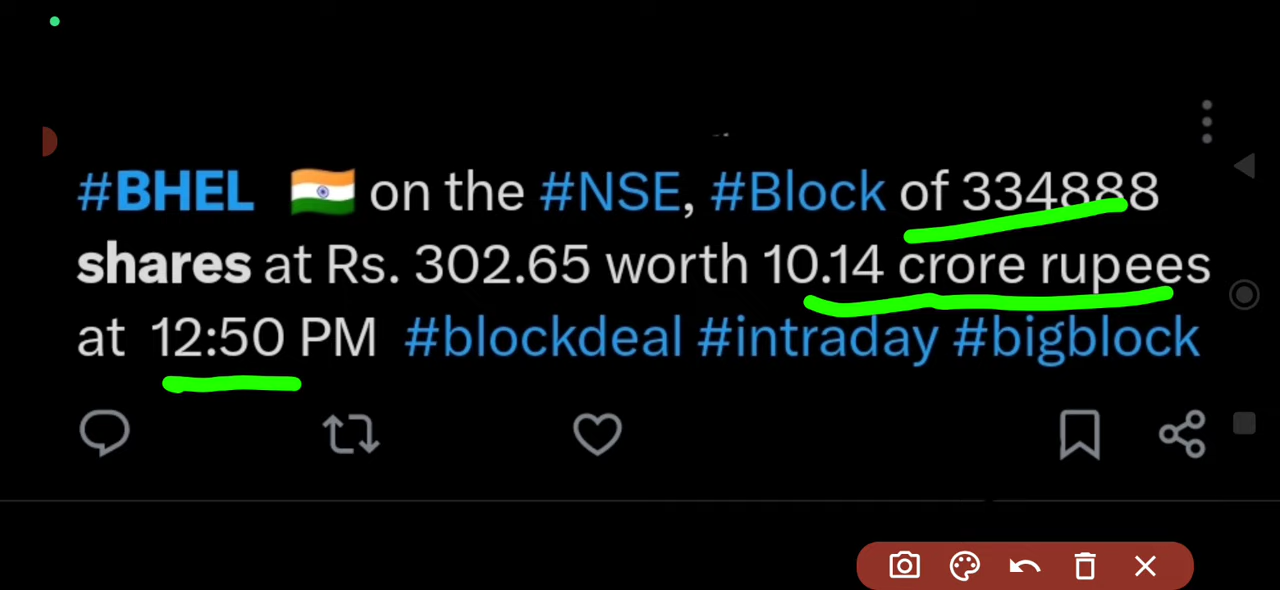 #BHEL 🇮🇳 on the #NSE, #Block of 334888
shares at Rs. 302.65 worth 10.14 crore rupees
at 12:50 PM #blockdeal #intraday #bigblock